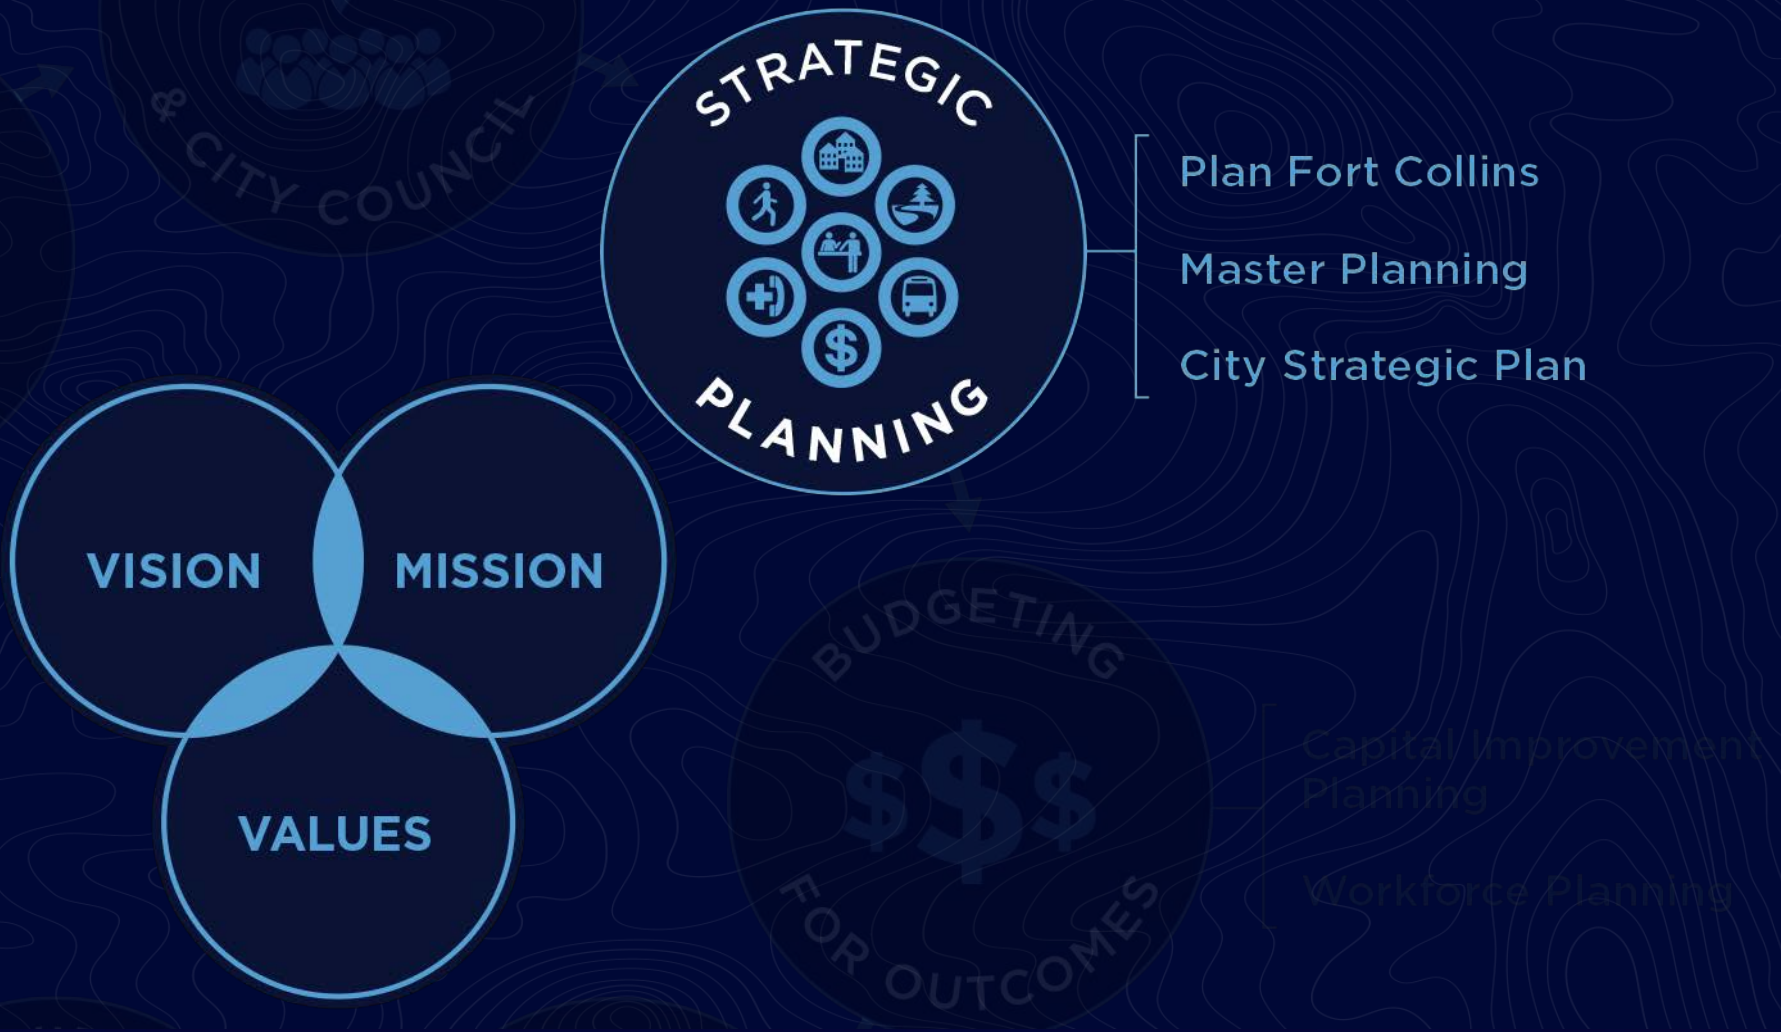 & CITY COUNCIL
STRATEGIC
PLANNING
Plan Fort Collins
Master Planning
City Strategic Plan
VISION
MISSION
VALUES
BUDGETING
$$$
FOR OUTCOMES
Capital Improvement
Planning
Workforce Planning